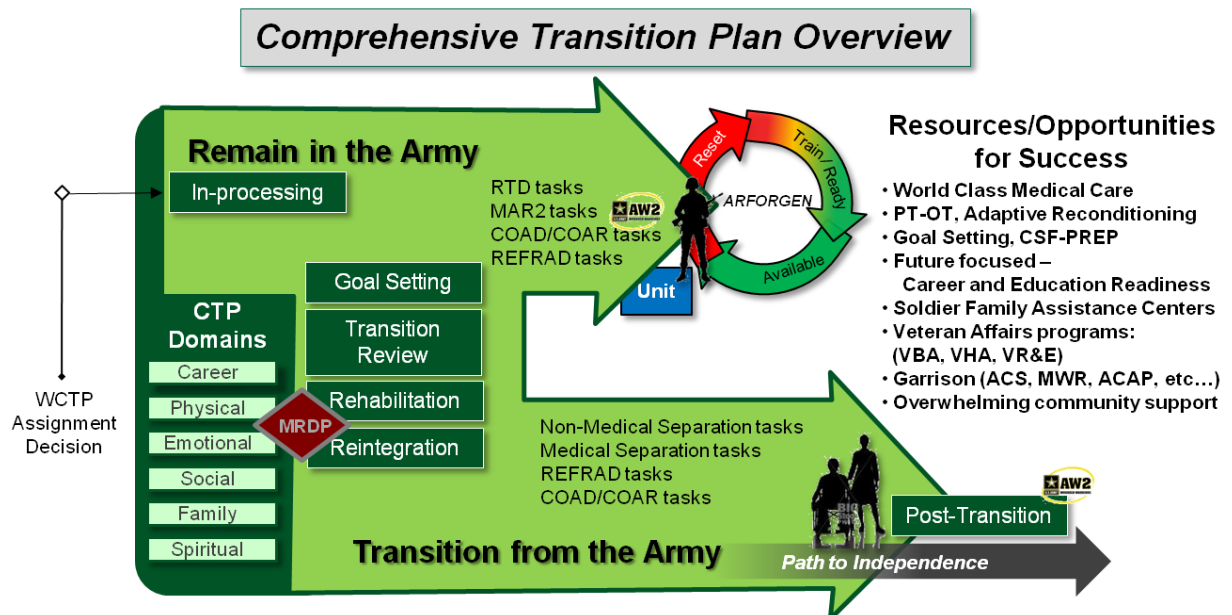 Comprehensive Transition Plan Overview
Remain in the Army
In-processing
RTD tasks
MAR2 tasks
COAD/COAR tasks
REFRAD tasks
AW2
Reset
Train / Ready
Available
ARFORGEN
Unit
Resources/Opportunities
for Success
• World Class Medical Care
• PT-OT, Adaptive Reconditioning
• Goal Setting, CSF-PREP
• Future focused –
Career and Education Readiness
• Soldier Family Assistance Centers
• Veteran Affairs programs:
(VBA, VHA, VR&E)
• Garrison (ACS, MWR, ACAP, etc…)
• Overwhelming community support
WCTP
Assignment
Decision
CTP
Domains
Career
Physical
Emotional
Social
Family
Spiritual
MRDP
Goal Setting
Transition
Review
Rehabilitation
Reintegration
Non-Medical Separation tasks
Medical Separation tasks
REFRAD tasks
COAD/COAR tasks
AW2
Post-Transition
Transition from the Army
Path to Independence